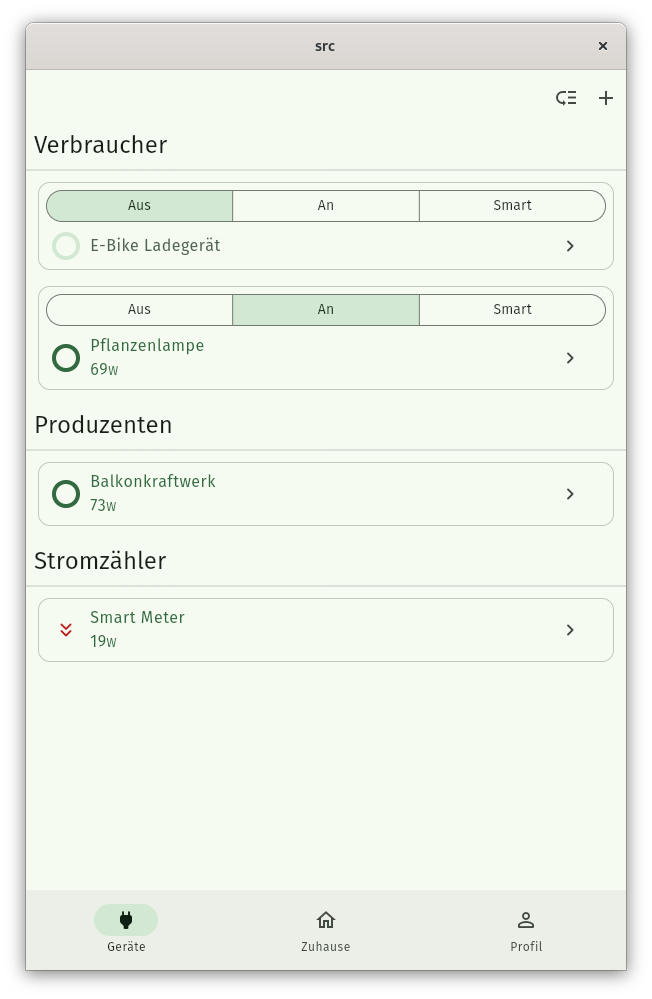 src
Verbraucher
Aus An Smart
E-Bike Ladegerät
Aus An Smart
Pflanzenlampe
69W
Produzenten
Balkonkraftwerk
73W
Stromzähler
Smart Meter
19W
Geräte Zuhause Profil